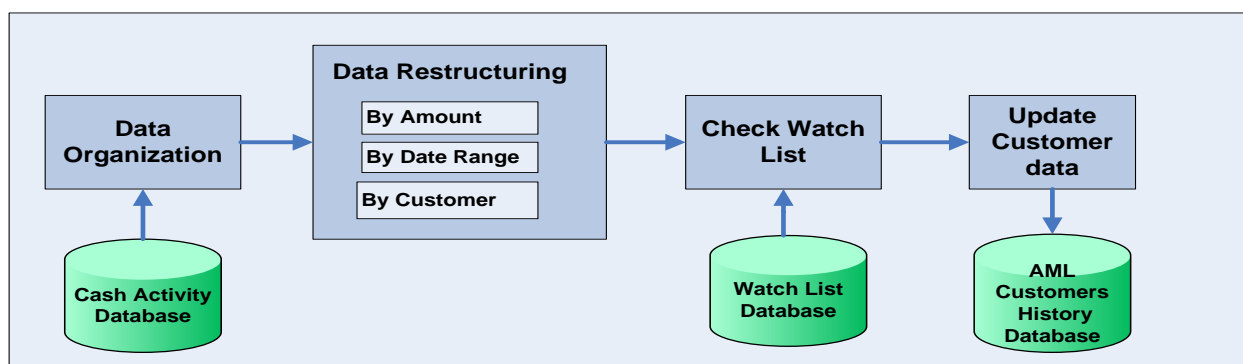 Data
Organization
Data Restructuring
By Amount
By Date Range
By Customer
Check Watch
List
Update
Customer
data
Cash Activity
Database
Watch List
Database
AML
Customers
History
Database